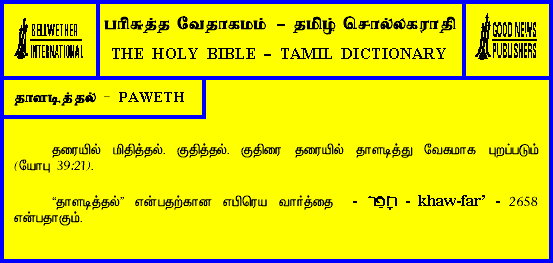 BELLWETHER
INTERNATIONAL
பரிசுத்த வேதாகமம் – தமிழ் சொல்லகராதி
THE HOLY BIBLE – TAMIL DICTIONARY
GOOD NEWS
PUBLISHERS
தாளடித்தல் – PAWETH
தரையில் மிதித்தல். குதித்தல். குதிரை தரையில் தாளடித்து வேகமாக புறப்படும்
(யோபு 39:21).
“தாளடித்தல்” என்பதற்கான எபிரெய வார்த்தை - - khaw-far’ - 2658
என்பதாகும்.